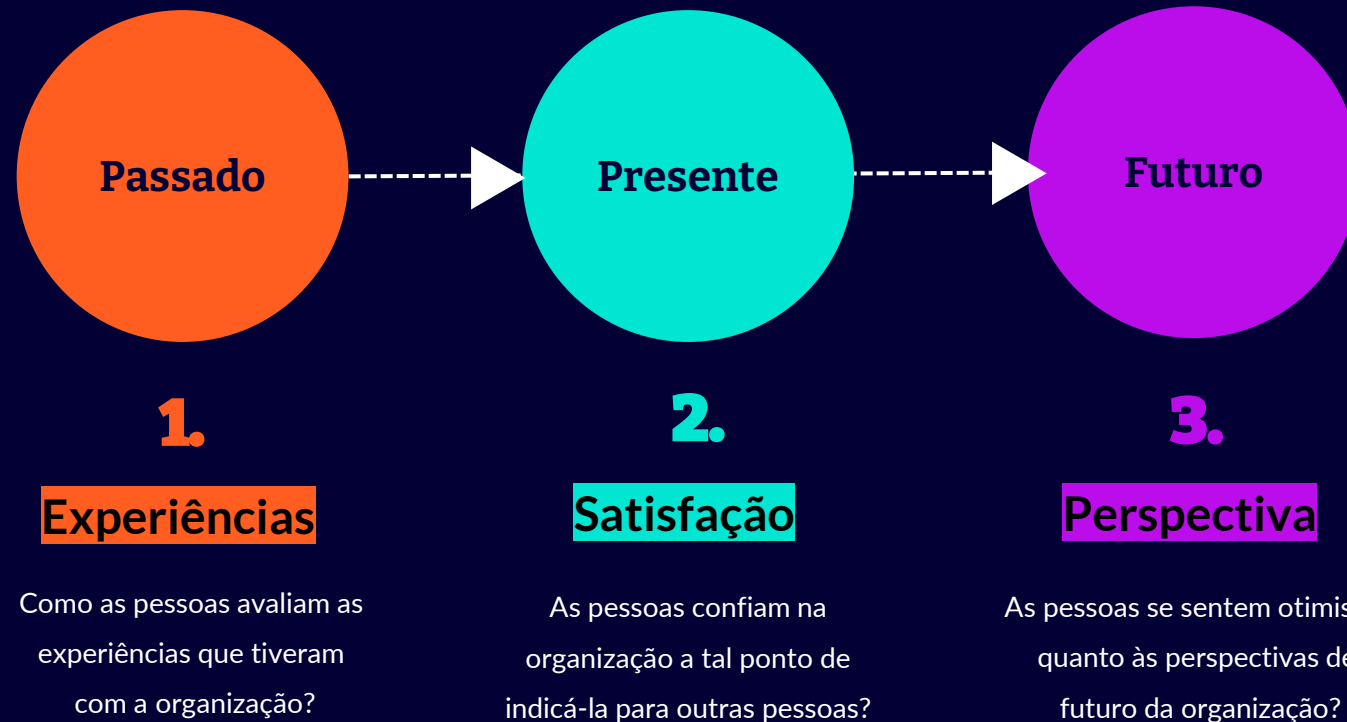 Passado
Presente
Futuro
1.
Experiências
Como as pessoas avaliam as
experiências que tiveram
com a organização?
2.
Satisfação
As pessoas confiam na
organização a tal ponto de
indicá-la para outras pessoas?
3.
Perspectiva
As pessoas se sentem
quanto às perspectivas de
futuro da organização?